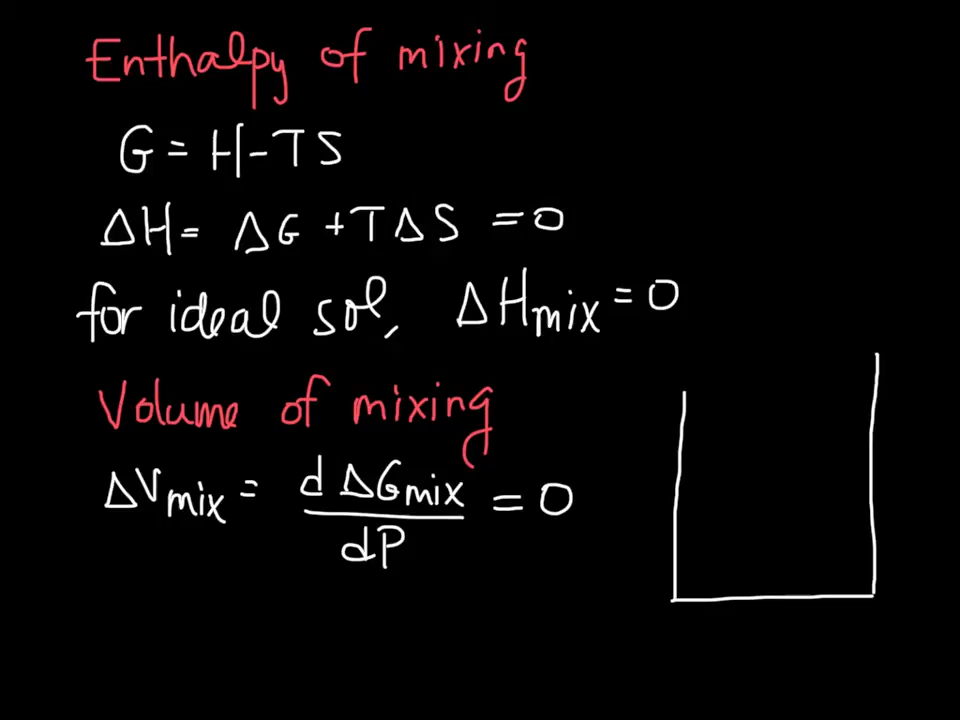 Enthalpy of mixing
G = H - TS
ΔH = ΔG + TΔS = 0
for ideal sol, ΔHmix = 0
Volume of mixing
ΔVmix = dΔGmix / dP = 0